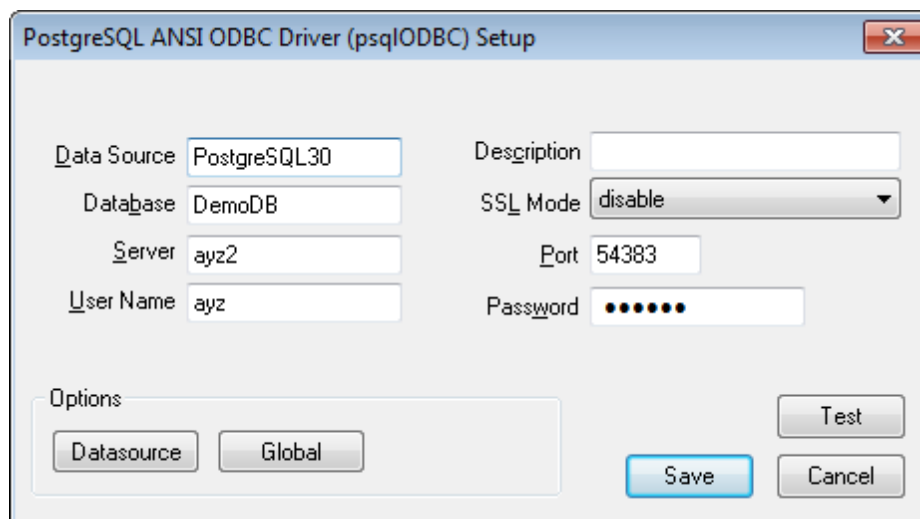 PostgreSQL ANSI ODBC Driver (psqlODBC) Setup
Data Source PostgreSQL30 Description
Database DemoDB SSL Mode disable
Server ayz2 Port 54383
User Name ayz Password ●●●●●●
Options
Datasource Global Test
Save Cancel